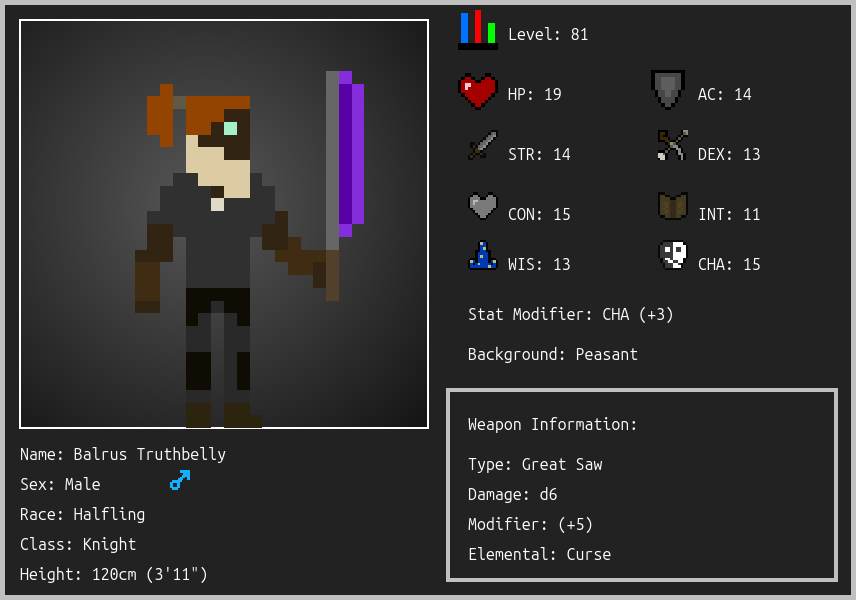 Level: 81
HP: 19
AC: 14
STR: 14
DEX: 13
CON: 15
INT: 11
WIS: 13
CHA: 15
Stat Modifier: CHA (+3)
Background: Peasant
Weapon Information:
Type: Great Saw
Damage: d6
Modifier: (+5)
Elemental: Curse
Name: Balrus Truthbelly
Sex: Male
Race: Halfling
Class: Knight
Height: 120cm (3'11")